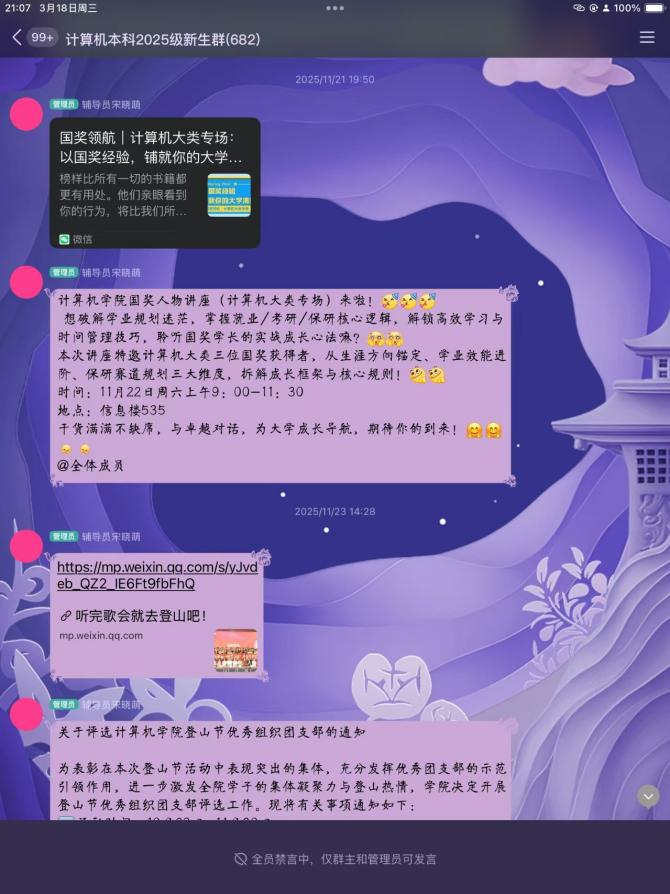 21:07 3月18日周三
100%
99+ 计算机本科2025级新生群(682)
2025/11/21 19:50
管理员 辅导员宋晓萌
国奖领航｜计算机大类专场：
以国奖经验，铺就你的大学…
榜样比所有一切的书籍都
更有用处。他们亲眼看到
你的行为，将比我们所…
国奖经验
就你的大学清
微信
管理员 辅导员宋晓萌
计算机学院国奖人物讲座（计算机大类专场）来啦！
想破解学业规划迷茫，掌握就业/考研/保研核心逻辑，解锁高效学习与
时间管理技巧，聆听国奖学长的实战成长心法嘛？
本次讲座特邀计算机大类三位国奖获得者，从生涯方向锚定、学业效能进
阶、保研赛道规划三大维度，拆解成长框架与核心规则！
时间：11月22日周六上午9：00-11：30
地点：信息楼535
干货满满不缺席，与卓越对话，为大学成长导航，期待你的到来！
@全体成员
2025/11/23 14:28
管理员 辅导员宋晓萌
https://mp.weixin.qq.com/s/yJvd
eb_QZ2_IE6Ft9fbFhQ
听完歌会就去登山吧！
mp.weixin.qq.com
管理员 辅导员宋晓萌
关于评选计算机学院登山节优秀组织团支部的通知
为表彰在本次登山节活动中表现突出的集体，充分发挥优秀团支部的示范
引领作用，进一步激发全院学子的集体凝聚力与登山热情，学院决定开展
登山节优秀组织团支部评选工作。现将有关事项通知如下：
全员禁言中，仅群主和管理员可发言